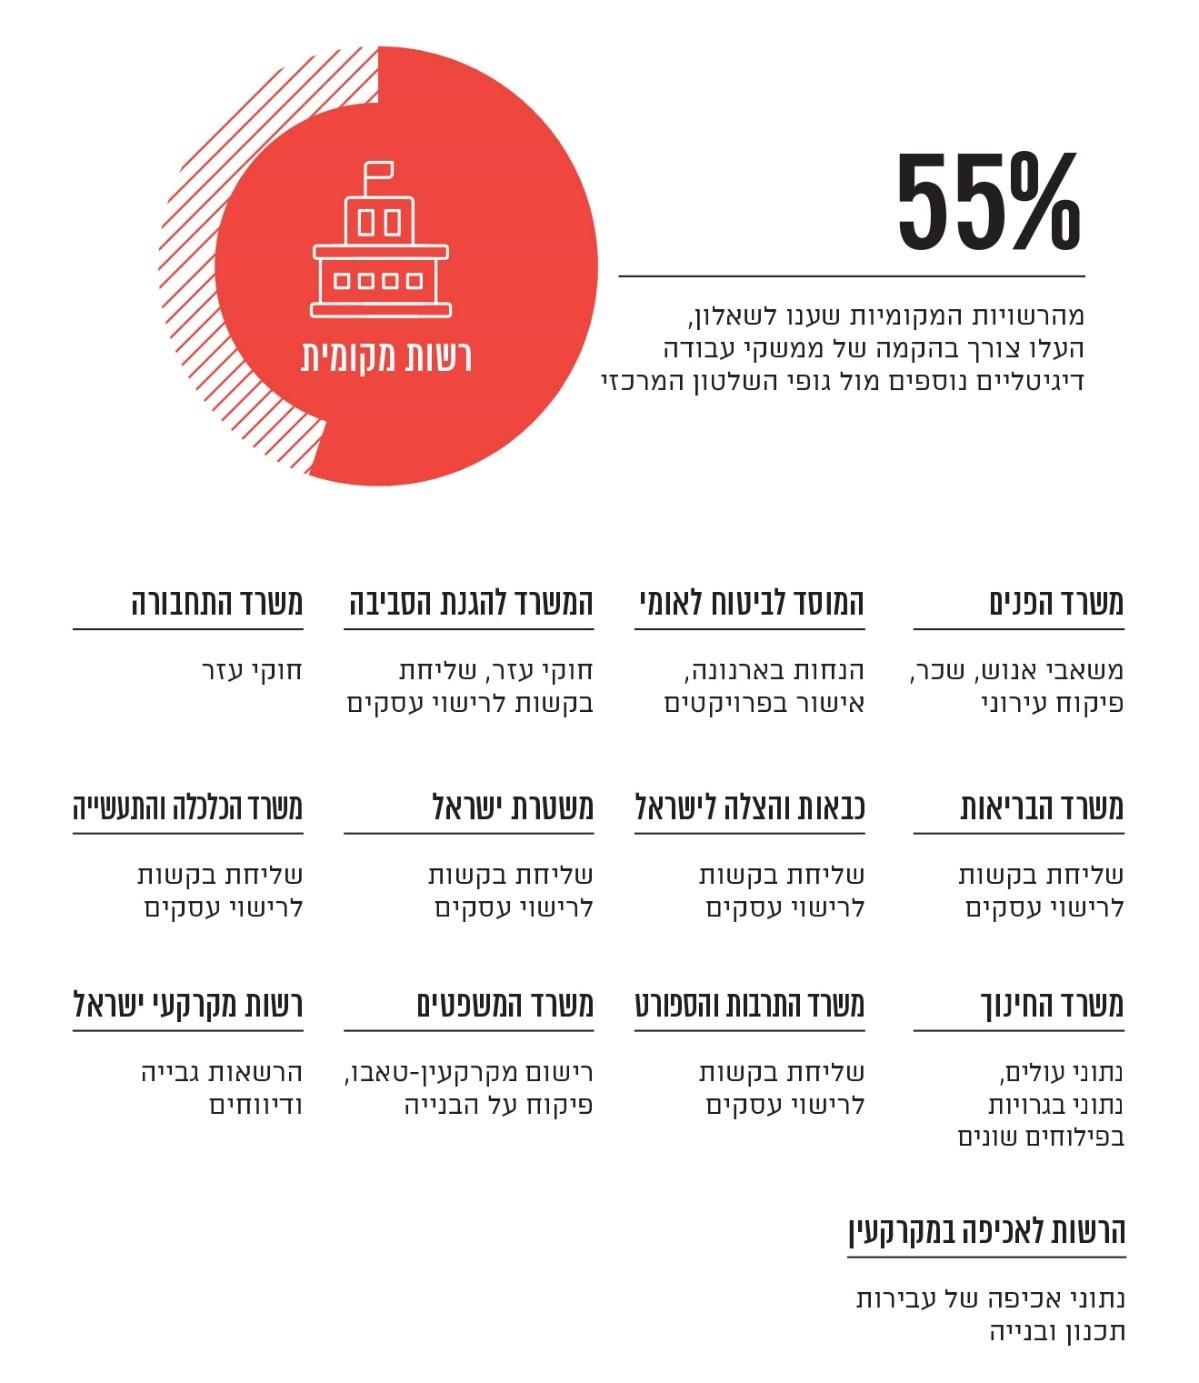 רשות מקומית
55%
מהרשויות המקומיות שענו לשאלון,
העלו צורך בהקמה של ממשקי עבודה
דיגיטליים נוספים מול גופי השלטון המרכזי
משרד הפנים
משאבי אנוש, שכר,
פיקוח עירוני
המוסד לביטוח לאומי
הנחות בארנונה,
אישור בפרויקטים
המשרד להגנת הסביבה
חוקי עזר, שליחת
בקשות לרישוי עסקים
משרד התחבורה
חוקי עזר
משרד הבריאות
שליחת בקשות
לרישוי עסקים
כבאות והצלה לישראל
שליחת בקשות
לרישוי עסקים
משטרת ישראל
שליחת בקשות
לרישוי עסקים
משרד הכלכלה והתעשייה
שליחת בקשות
לרישוי עסקים
משרד החינוך
נתוני עולים,
נתוני בגרויות
בפילוחים שונים
משרד התרבות והספורט
שליחת בקשות
לרישוי עסקים
משרד המשפטים
רישום מקרקעין-טאבו,
פיקוח על הבנייה
רשות מקרקעי ישראל
הרשאות גבייה
ודיווחים
הרשות לאכיפה במקרקעין
נתוני אכיפה של עבירות
תכנון ובנייה